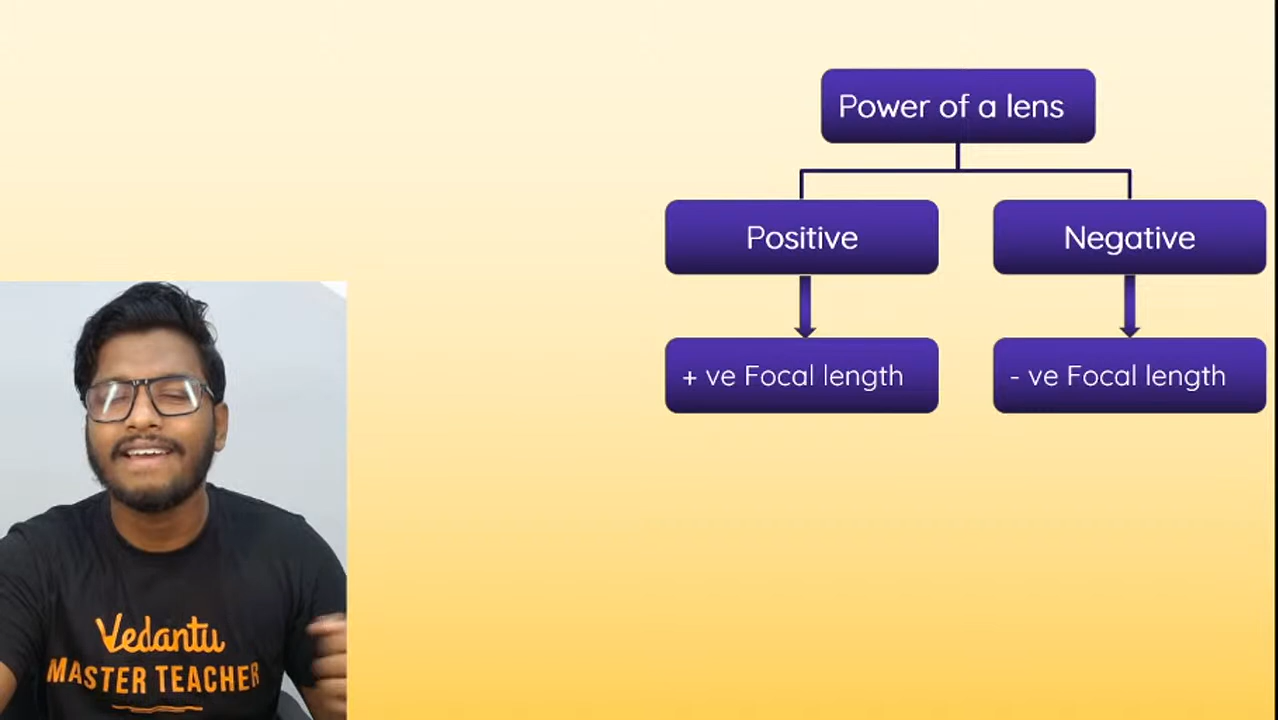 Power of a lens
Positive
Negative
+ ve Focal length
- ve Focal length
Vedantu
MASTER TEACHER